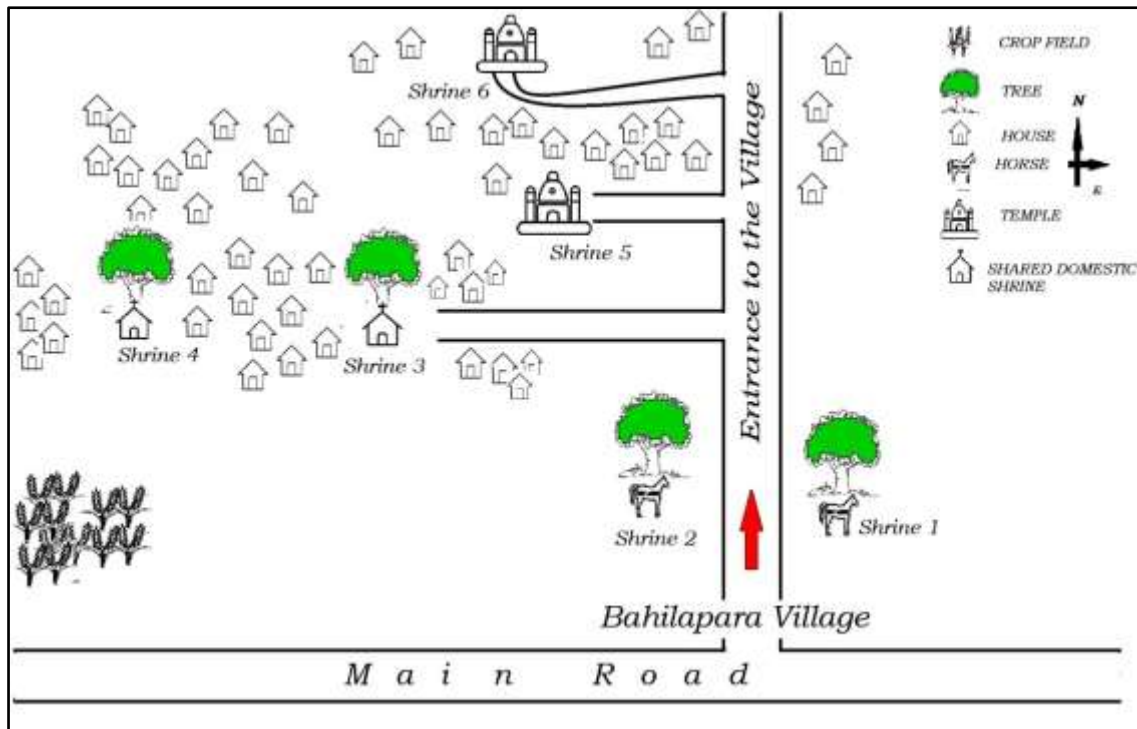 Shrine 6
CROP FIELD
TREE
N
HOUSE
HORSE
E
TEMPLE
SHARED DOMESTIC
SHRINE
Entrance to the Village
Shrine 5
Shrine 4
Shrine 3
Shrine 2
Shrine 1
Bahilapara Village
Main Road